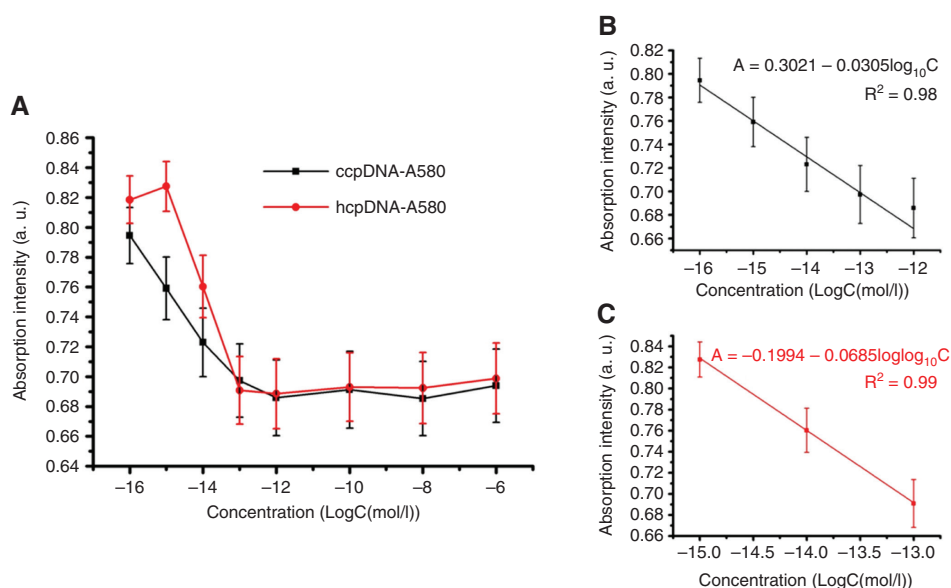 A
Absorption intensity (a. u.)
0.86
0.84
0.82
0.80
0.78
0.76
0.74
0.72
0.70
0.68
0.66
0.64
ccpDNA-A580
hcpDNA-A580
−16 −14 −12 −10 −8 −6
Concentration (LogC(mol/l))
B
Absorption intensity (a. u.)
0.82
0.80
0.78
0.76
0.74
0.72
0.70
0.68
0.66
A = 0.3021 − 0.0305log₁₀C
R² = 0.98
−16 −15 −14 −13 −12
Concentration (LogC(mol/l))
C
Absorption intensity (a. u.)
0.84
0.82
0.80
0.78
0.76
0.74
0.72
0.70
0.68
0.66
A = −0.1994 − 0.0685loglog₁₀C
R² = 0.99
−15.0 −14.5 −14.0 −13.5 −13.0
Concentration (LogC(mol/l))